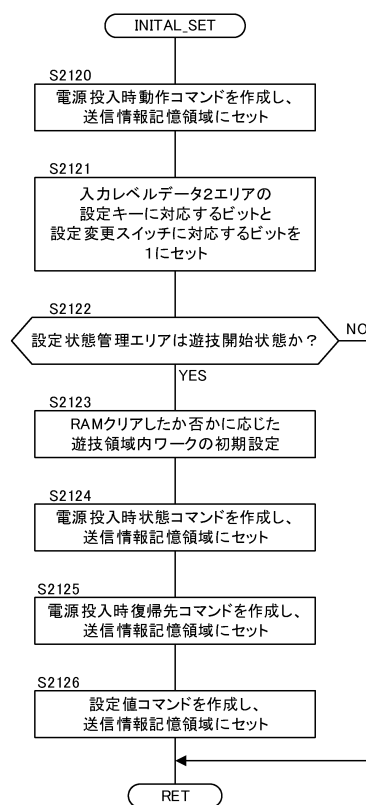 INITAL_SET
S2120
電源投入時動作コマンドを作成し、
送信情報記憶領域にセット
S2121
入力レベルデータ2エリアの
設定キーに対応するビットと
設定変更スイッチに対応するビットを
1にセット
S2122
設定状態管理エリアは遊技開始状態か?
NO
YES
S2123
RAMクリアしたか否かに応じた
遊技領域内ワークの初期設定
S2124
電源投入時状態コマンドを作成し、
送信情報記憶領域にセット
S2125
電源投入時復帰先コマンドを作成し、
送信情報記憶領域にセット
S2126
設定値コマンドを作成し、
送信情報記憶領域にセット
RET